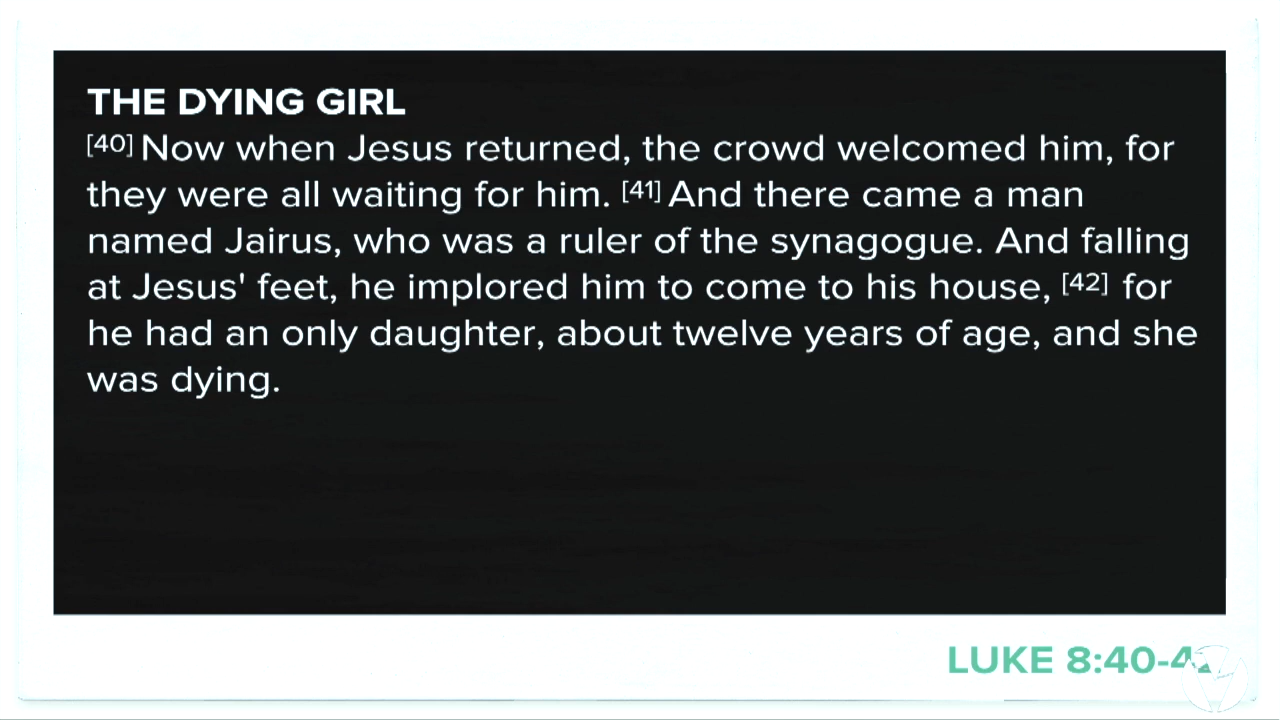 THE DYING GIRL
[40] Now when Jesus returned, the crowd welcomed him, for
they were all waiting for him. [41] And there came a man
named Jairus, who was a ruler of the synagogue. And falling
at Jesus' feet, he implored him to come to his house, [42] for
he had an only daughter, about twelve years of age, and she
was dying.
LUKE 8:40-4